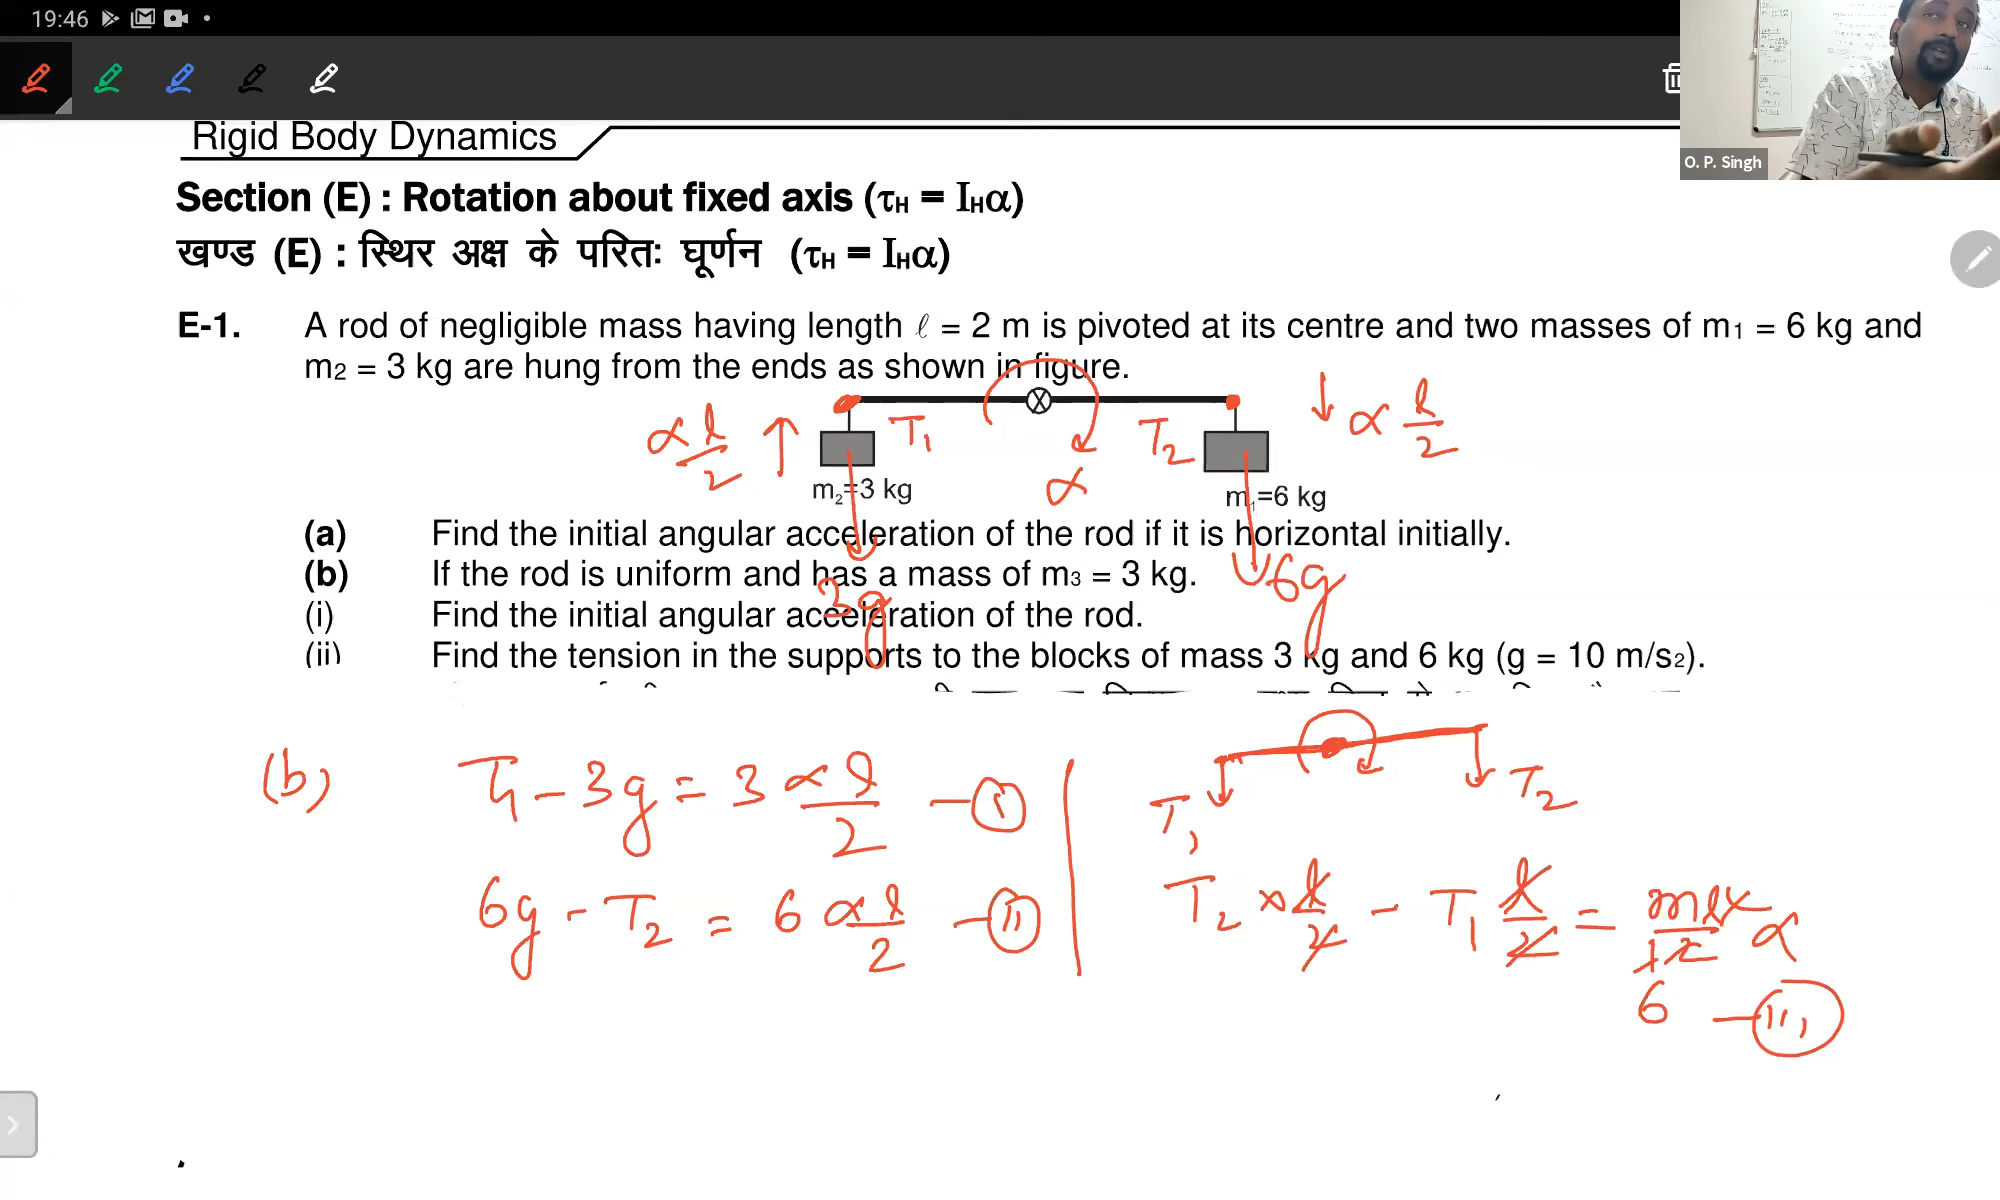 19:46
O. P. Singh
Rigid Body Dynamics
Section (E) : Rotation about fixed axis (τH = IHα)
खण्ड (E) : स्थिर अक्ष के परितः घूर्णन (τH = IHα)
E-1. A rod of negligible mass having length ℓ = 2 m is pivoted at its centre and two masses of m1 = 6 kg and
m2 = 3 kg are hung from the ends as shown in figure.
α l/2 ↑ T1 α T2 ↓ α l/2
m2=3 kg m1=6 kg
(a) Find the initial angular acceleration of the rod if it is horizontal initially.
(b) If the rod is uniform and has a mass of m3 = 3 kg.
3g 6g
(i) Find the initial angular acceleration of the rod.
(ii) Find the tension in the supports to the blocks of mass 3 kg and 6 kg (g = 10 m/s2).
(b) T1 - 3g = 3 αl/2 - (i)
T1 T2
6g - T2 = 6 αl/2 - (ii)
T2 × l/2 - T1 l/2 = ml²/12 α
6 - (iii)